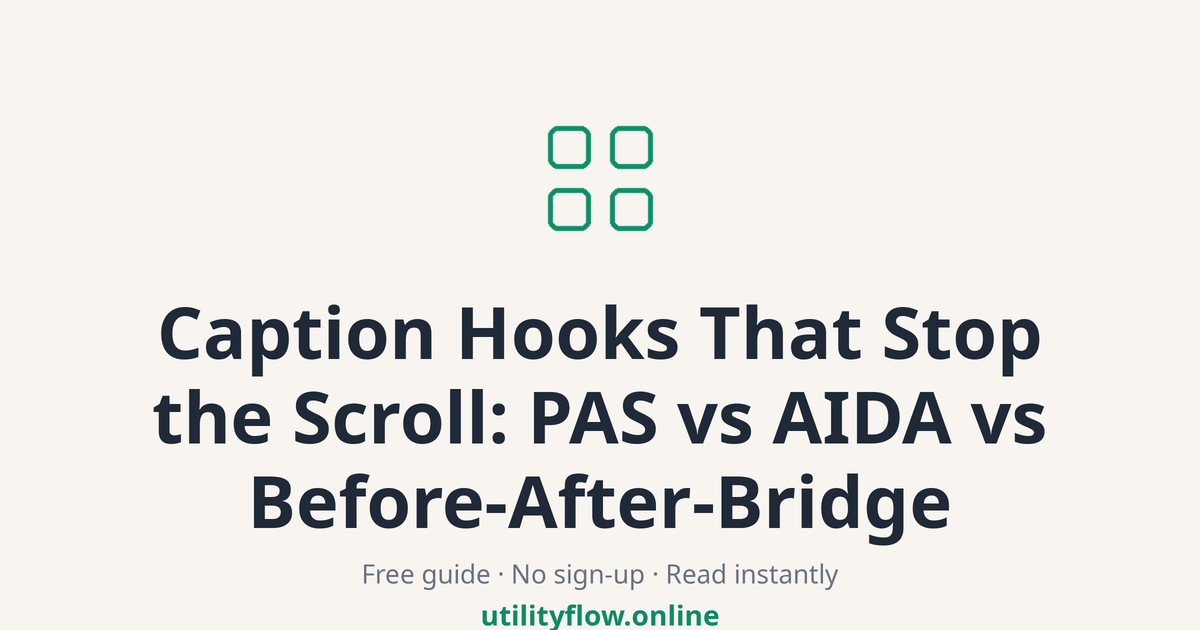 Caption Hooks That Stop
the Scroll: PAS vs AIDA vs
Before-After-Bridge
Free guide · No sign-up · Read instantly
utilityflow.online